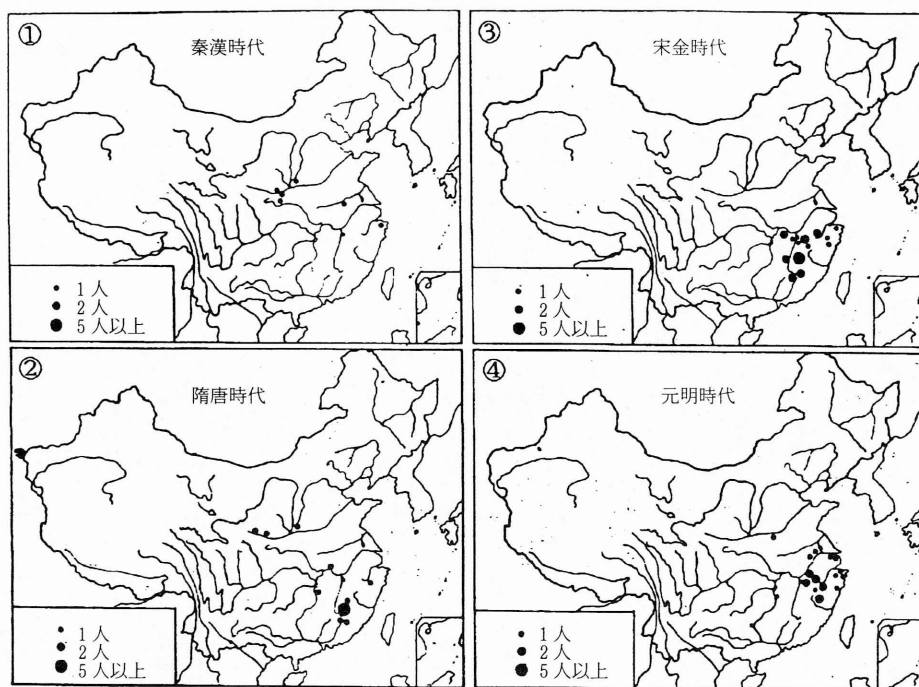 ①
秦漢時代
• 1人
• 2人
● 5人以上
②
隋唐時代
• 1人
• 2人
● 5人以上
③
宋金時代
• 1人
• 2人
● 5人以上
④
元明時代
• 1人
• 2人
● 5人以上